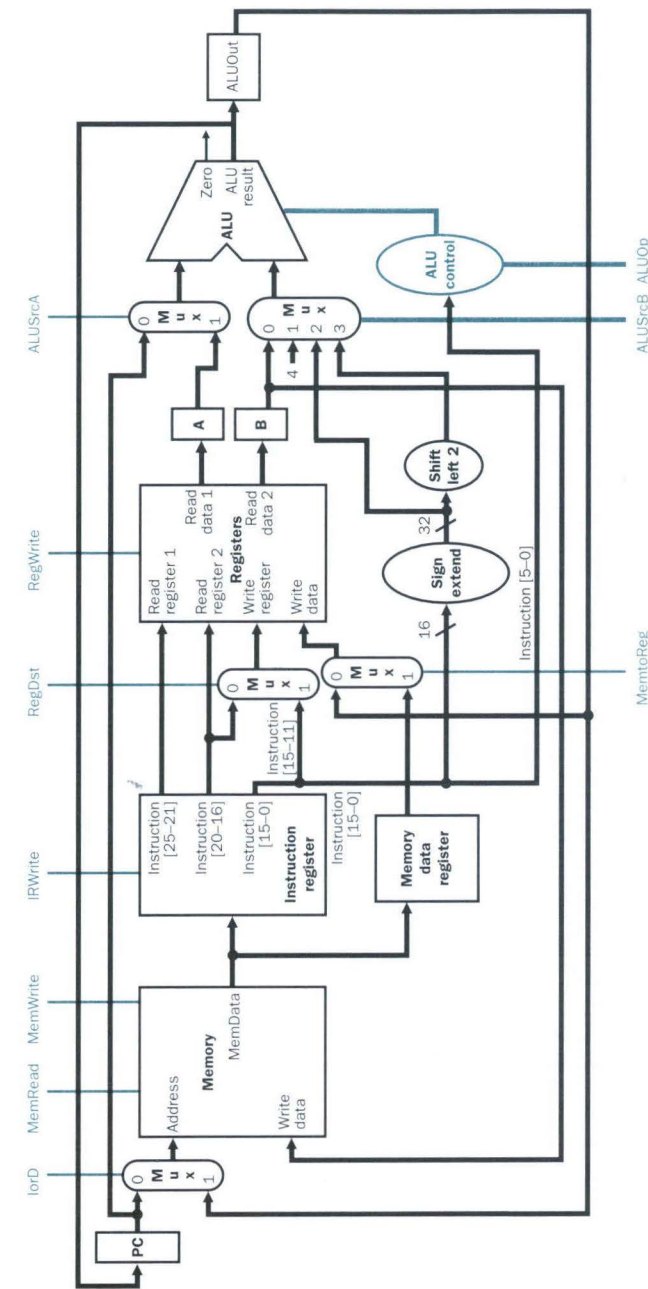 IorD
MemRead
MemWrite
IRWrite
RegDst
RegWrite
ALUSrcA
PC
0
M
u
x
1
Address
Memory
MemData
Write
data
Instruction
[25–21]
Instruction
[20–16]
Instruction
[15–0]
Instruction
register
Instruction
[15–0]
Memory
data
register
Instruction
[15–11]
0
M
u
x
1
0
M
u
x
1
Read
register 1
Read
register 2
Registers
Write
register
Write
data
Read
data 1
Read
data 2
16
Sign
extend
32
Shift
left 2
Instruction [5–0]
A
B
4
0
M
u
x
1
0
M
u
x
1
2
3
Zero
ALU
ALU
result
ALU
control
ALUOut
MemtoReg
ALUSrcB
ALUOp